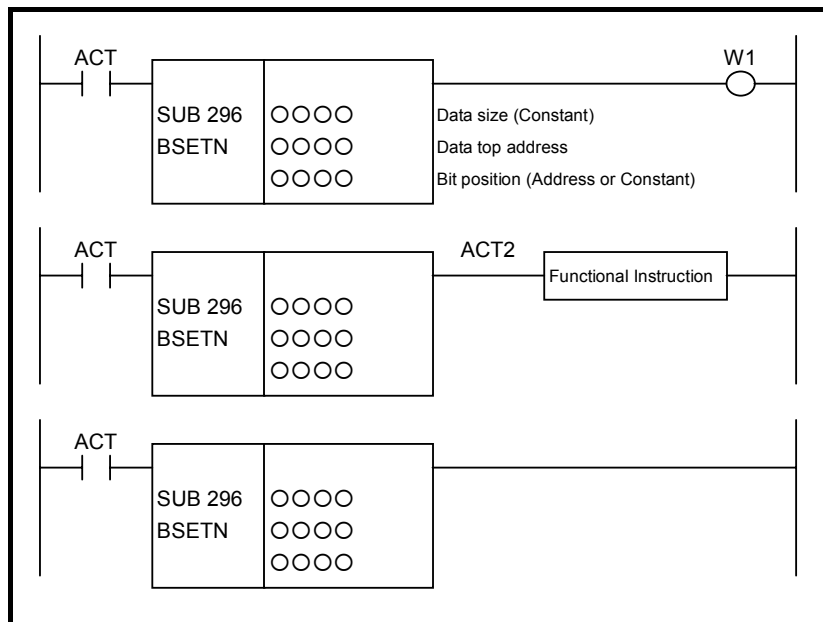 ACT W1
SUB 296 ○○○○ Data size (Constant)
BSETN ○○○○ Data top address
○○○○ Bit position (Address or Constant)
ACT ACT2
Functional Instruction
SUB 296 ○○○○
BSETN ○○○○
○○○○
ACT
SUB 296 ○○○○
BSETN ○○○○
○○○○